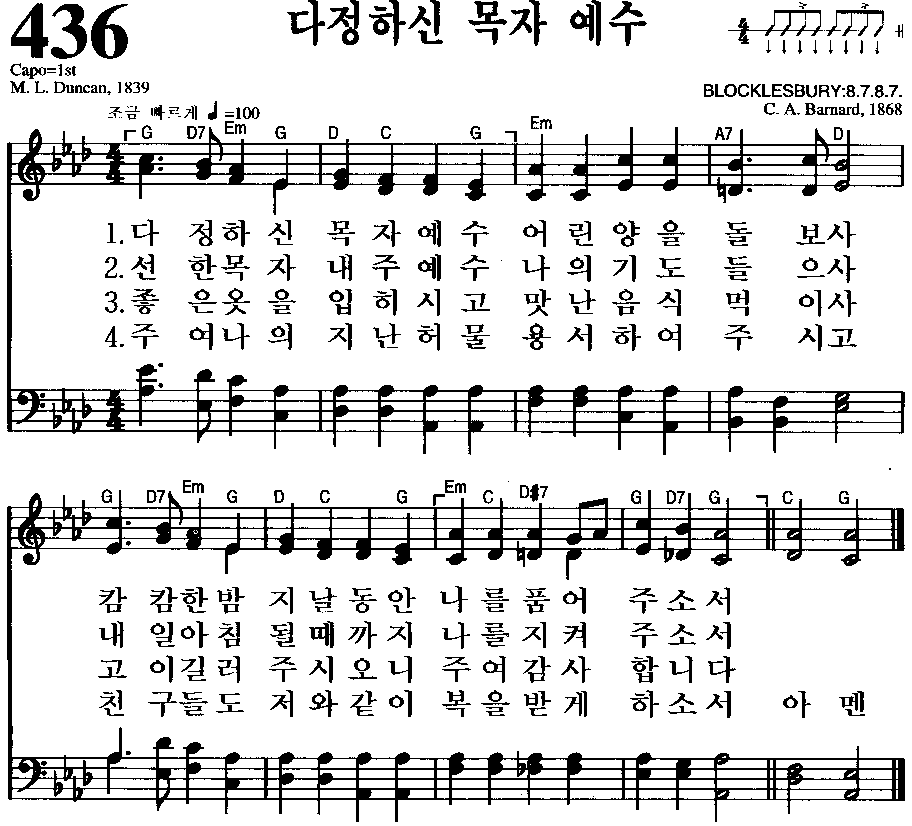 436
다정하신 목자 예수
4/4
Capo=1st
M. L. Duncan, 1839
BLOCKLESBURY:8.7.8.7.
C. A. Barnard, 1868
조금 빠르게 ♩=100
G D7 Em G D C G Em A7 D
4/4
1.다 정하 신 목 자 예 수 어 린 양 을 돌 보사
2.선 한목 자 내 주 예 수 나 의 기 도 들 으사
3.좋 은옷 을 입 히 시 고 맛 난 음 식 먹 이사
4.주 여나 의 지 난 허 물 용 서 하 여 주 시고
4/4
G D7 Em G D C G Em C D#7 G D7 G C G
캄 캄한 밤 지 날 동 안 나 를 품 어 주 소 서
내 일아 침 될 때 까 지 나 를 지 켜 주 소 서
고 이길 러 주 시 오 니 주 여 감 사 합 니 다
친 구들 도 저 와 같 이 복 을 받 게 하 소 서 아 멘